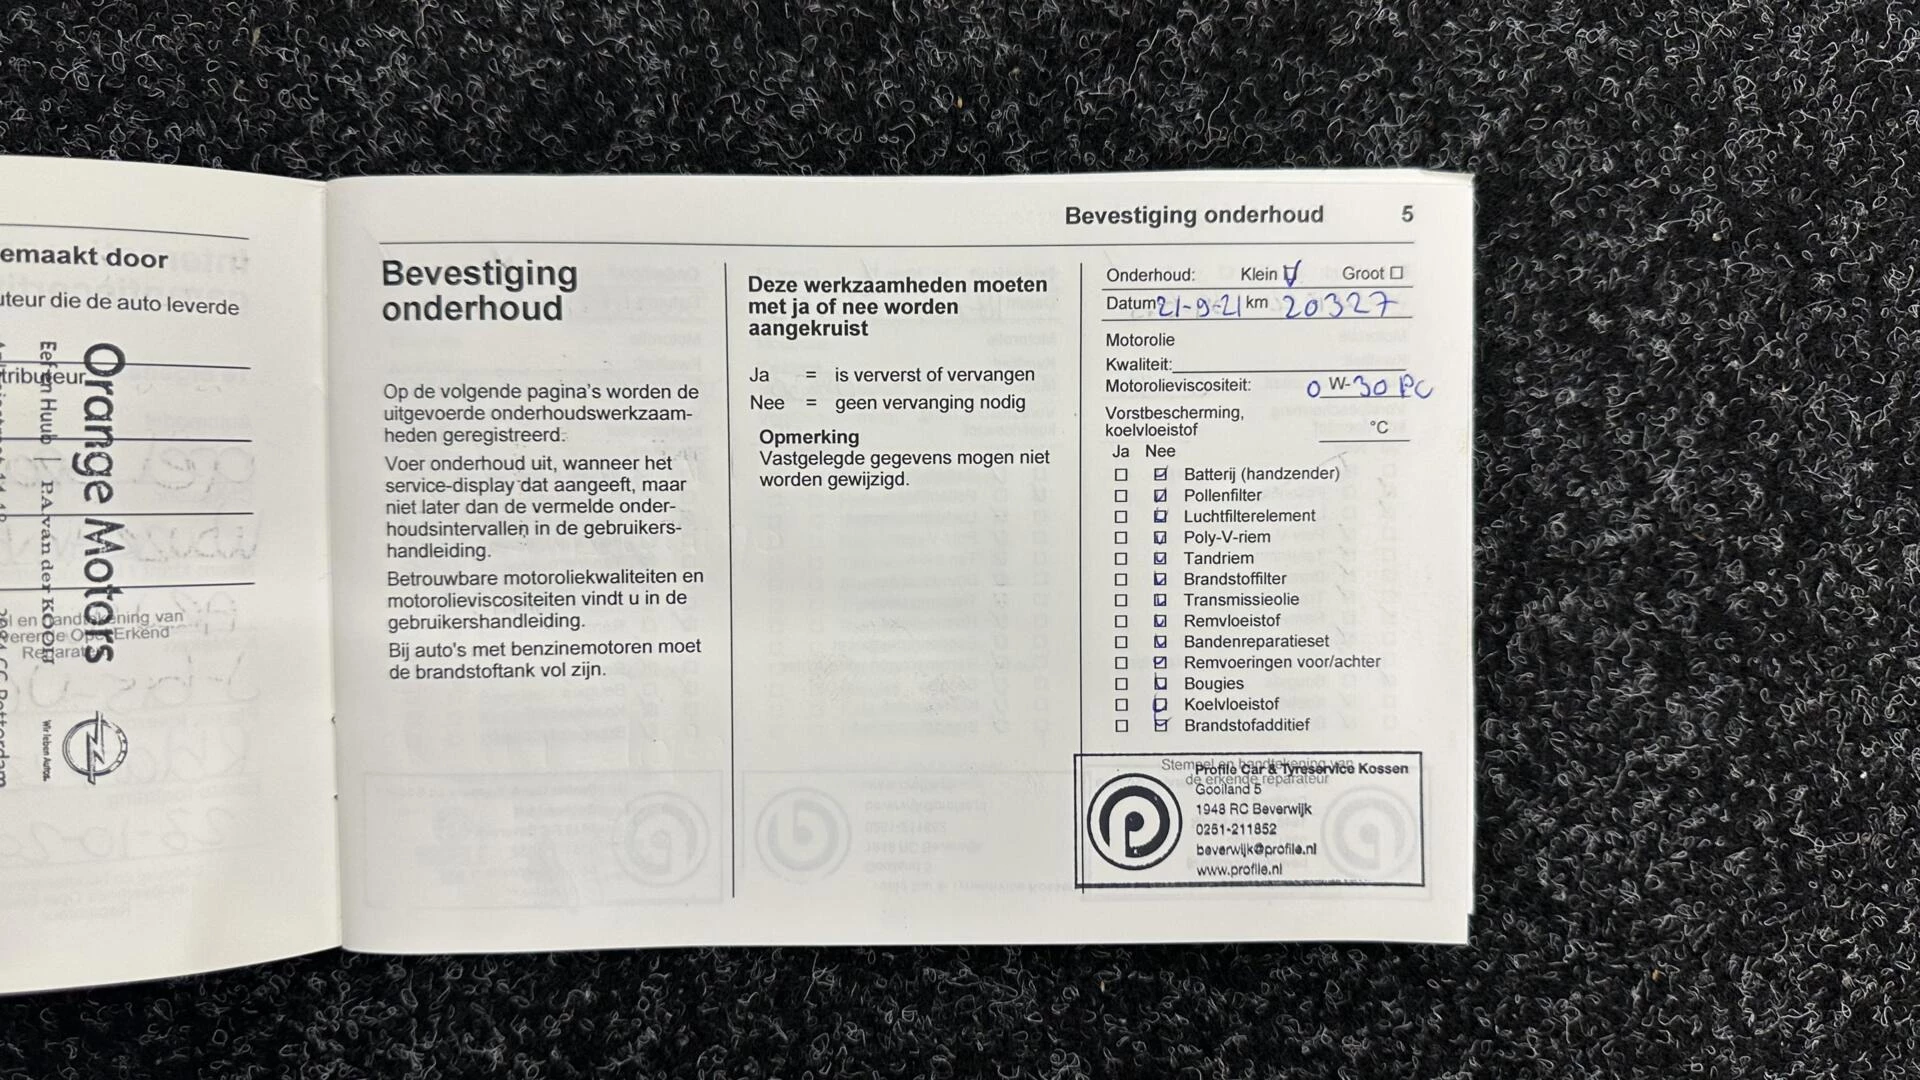 emaakt door
uteur die de auto leverde
tributeur
Eef en Huub | P.A. van der KOOIJ
Orange Motors
l en handtekening van
verende Opel Erkend
Reparateur
Wir leben Autos.
Bevestiging onderhoud 5
Bevestiging
onderhoud
Op de volgende pagina's worden de
uitgevoerde onderhoudswerkzaam-
heden geregistreerd.
Voer onderhoud uit, wanneer het
service-display dat aangeeft, maar
niet later dan de vermelde onder-
houdsintervallen in de gebruikers-
handleiding.
Betrouwbare motoroliekwaliteiten en
motorolieviscositeiten vindt u in de
gebruikershandleiding.
Bij auto's met benzinemotoren moet
de brandstoftank vol zijn.
Deze werkzaamheden moeten
met ja of nee worden
aangekruist
Ja = is ververst of vervangen
Nee = geen vervanging nodig
Opmerking
Vastgelegde gegevens mogen niet
worden gewijzigd.
Onderhoud: Klein Groot
Datum 21-9-21 km 20327
Motorolie
Kwaliteit:
Motorolieviscositeit: 0 W-30 PC
Vorstbescherming,
koelvloeistof °C
Ja Nee
Batterij (handzender)
Pollenfilter
Luchtfilterelement
Poly-V-riem
Tandriem
Brandstoffilter
Transmissieolie
Remvloeistof
Bandenreparatieset
Remvoeringen voor/achter
Bougies
Koelvloeistof
Brandstofadditief
Stempel en handtekening van
de erkende reparateur
Profile Car & Tyreservice Kossen
Gooiland 5
1948 RC Beverwijk
0251-211852
beverwijk@profile.nl
www.profile.nl